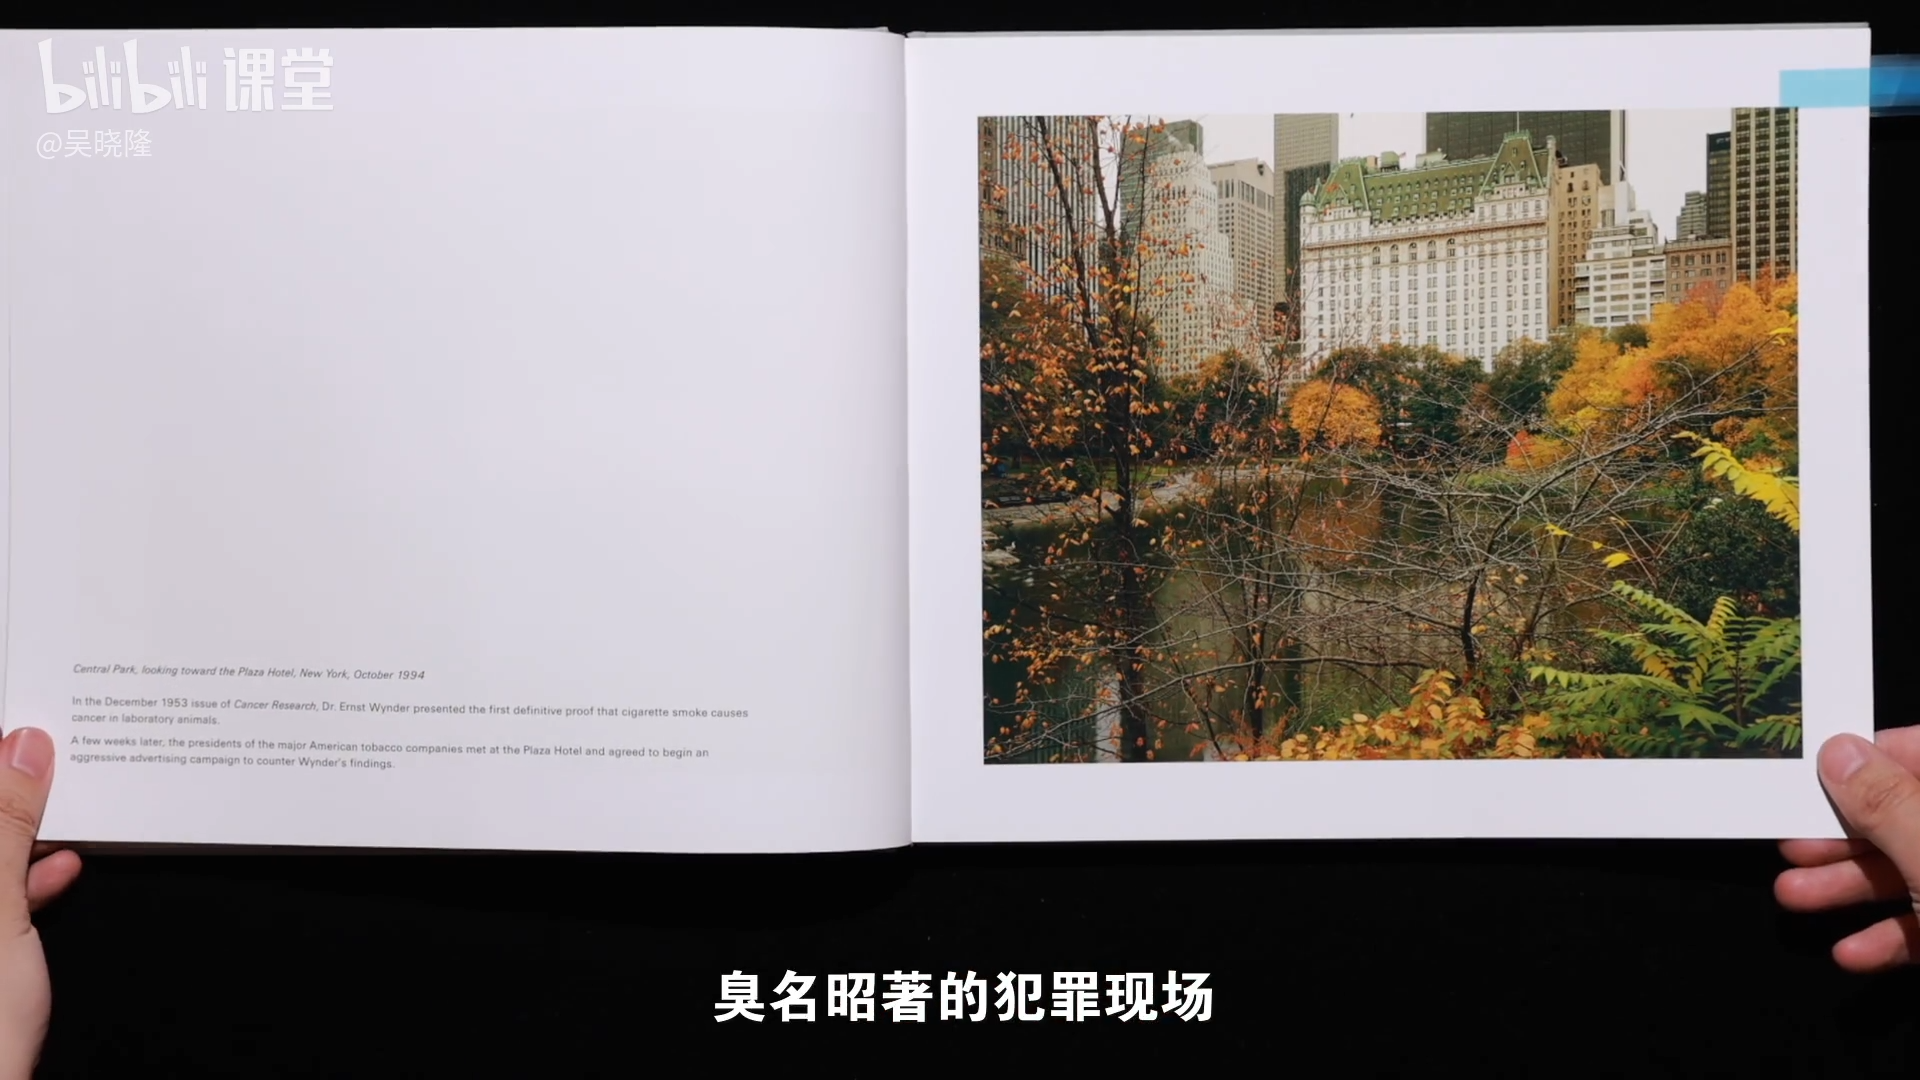 bilibili 课堂
@吴晓隆
Central Park, looking toward the Plaza Hotel, New York, October 1994
In the December 1953 issue of Cancer Research, Dr. Ernst Wynder presented the first definitive proof that cigarette smoke causes
cancer in laboratory animals.
A few weeks later, the presidents of the major American tobacco companies met at the Plaza Hotel and agreed to begin an
aggressive advertising campaign to counter Wynder's findings.
臭名昭著的犯罪现场